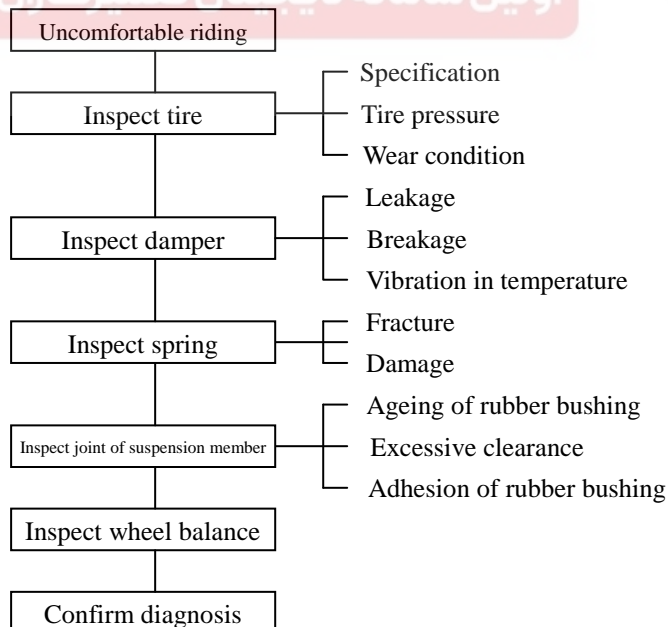 Uncomfortable riding
Specification
Inspect tire
Tire pressure
Wear condition
Leakage
Inspect damper
Breakage
Vibration in temperature
Fracture
Inspect spring
Damage
Ageing of rubber bushing
Inspect joint of suspension member
Excessive clearance
Adhesion of rubber bushing
Inspect wheel balance
Confirm diagnosis